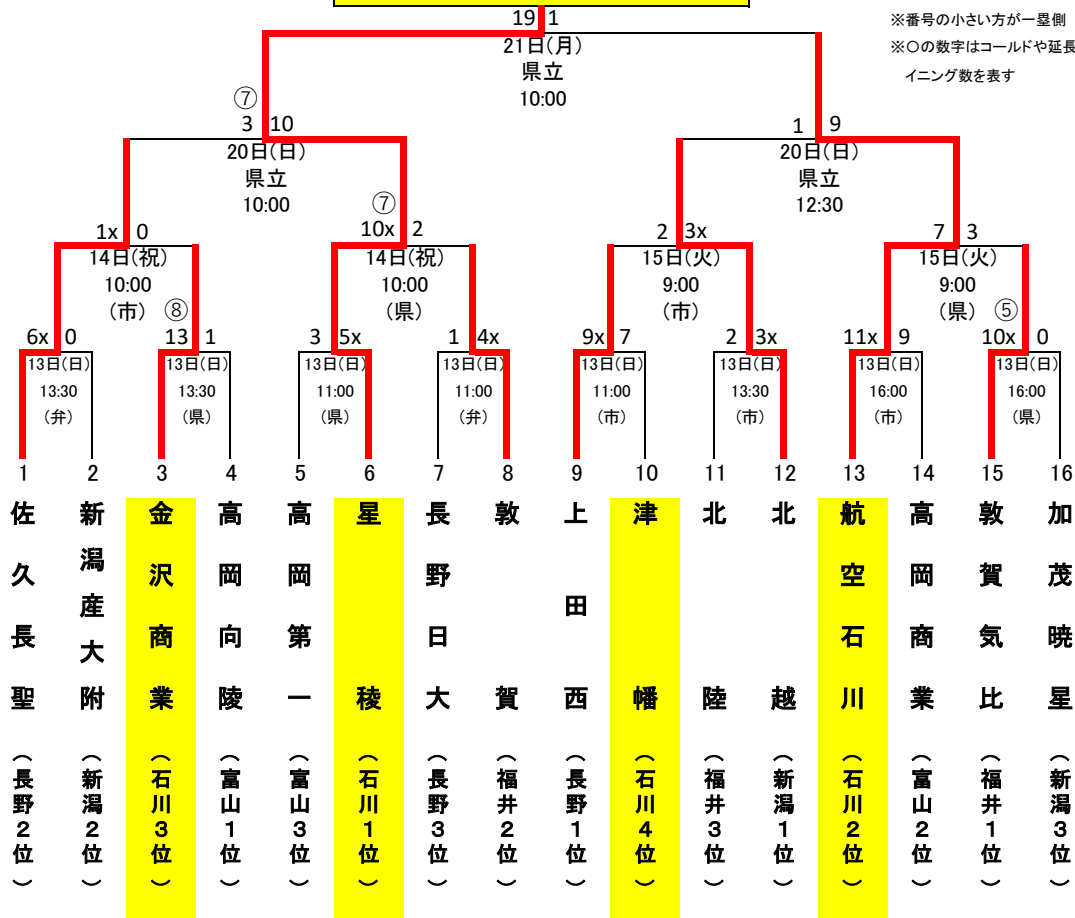 19 1
21日(月)
県立
10:00
※番号の小さい方が一塁側
※○の数字はコールドや延長
イニング数を表す
⑦
3 10
20日(日)
県立
10:00
1 9
20日(日)
県立
12:30
⑦
1x 0
14日(祝)
10:00
(市)
10x 2
14日(祝)
10:00
(県)
2 3x
15日(火)
9:00
(市)
7 3
15日(火)
9:00
(県)
⑧
⑤
6x 0
13日(日)
13:30
(弁)
13 1
13日(日)
13:30
(県)
3 5x
13日(日)
11:00
(県)
1 4x
13日(日)
11:00
(弁)
9x 7
13日(日)
11:00
(市)
2 3x
13日(日)
13:30
(市)
11x 9
13日(日)
16:00
(市)
10x 0
13日(日)
16:00
(県)
1 2 3 4 5 6 7 8 9 10 11 12 13 14 15 16
佐久長聖
(長野2位)
新潟産大附
(新潟2位)
金沢商業
(石川3位)
高岡向陵
(富山1位)
高岡第一
(富山3位)
星稜
(石川1位)
長野日大
(長野3位)
敦賀
(福井2位)
上田西
(長野1位)
津幡
(石川4位)
北陸
(福井3位)
北越
(新潟1位)
航空石川
(石川2位)
高岡商業
(富山2位)
敦賀気比
(福井1位)
加茂暁星
(新潟3位)